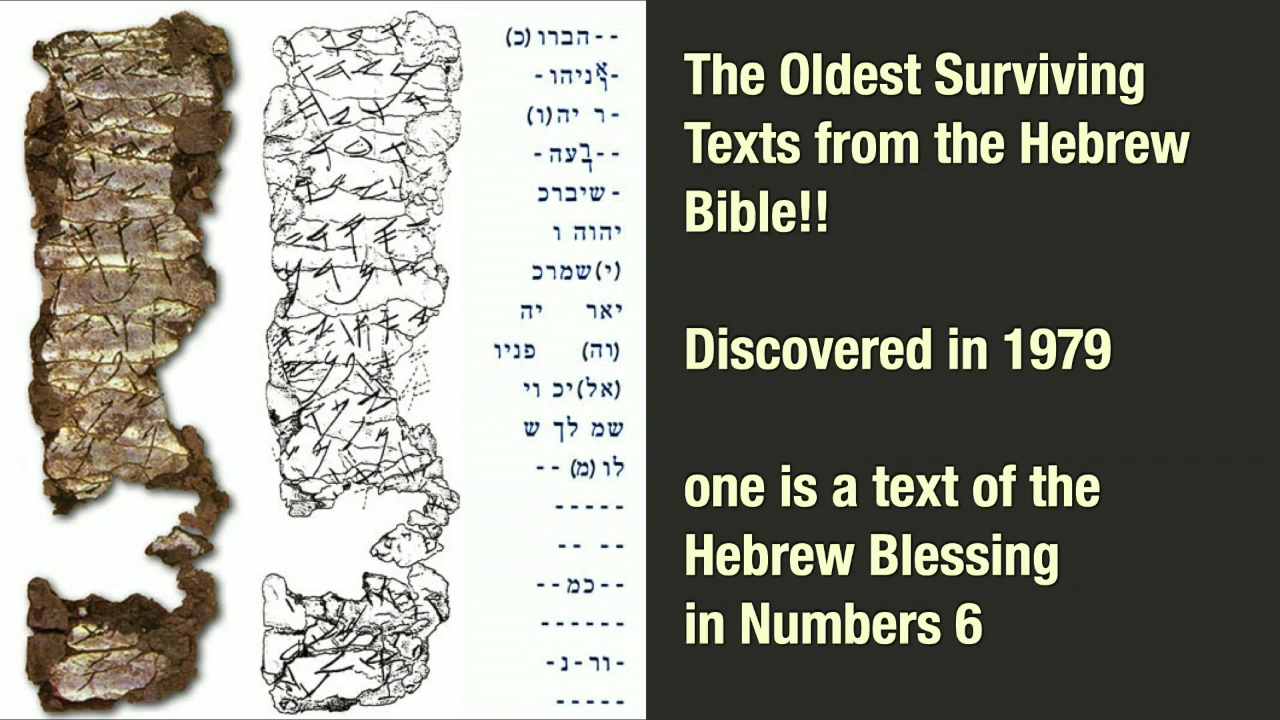 --הברו (כ)
-אניהו-
-ר יה(ו)
--רעה-
-שיברכ
יהוה ו
(י)שמרכ
יאר יה
(וה) פניו
(אל)יכ וי
שמ לך ש
לו (מ)--
-----
-- --
--כמ--
------
-ור-נ-
-----
The Oldest Surviving
Texts from the Hebrew
Bible!!
Discovered in 1979
one is a text of the
Hebrew Blessing
in Numbers 6